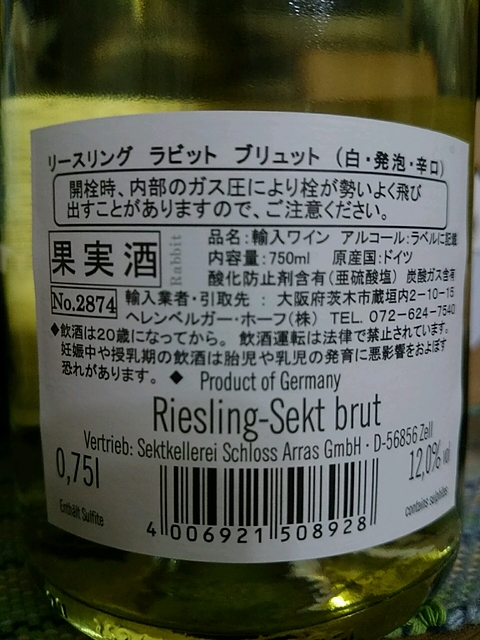 リースリング ラビット ブリュット (白・発泡・辛口)
開栓時、内部のガス圧により栓が勢いよく飛び
出すことがありますので、ご注意ください。
果実酒
Rabbit
品名:輸入ワイン アルコール:ラベルに記載
内容量:750ml 原産国:ドイツ
酸化防止剤含有(亜硫酸塩) 炭酸ガス含有
No.2874
輸入業者・引取先 : 大阪府茨木市蔵垣内2-10-15
ヘレンベルガー・ホーフ(株) TEL. 072-624-7540
◆飲酒は20歳になってから。 飲酒運転は法律で禁止されています。
妊娠中や授乳期の飲酒は胎児や乳児の発育に悪影響をおよぼす
恐れがあります。 ◆ Product of Germany
Riesling-Sekt brut
Vertrieb: Sektkellerei Schloss Arras GmbH · D-56856 Zell
0,75l
12,0% vol
Enthält Sulfite
contains sulphites
4 006921 508928